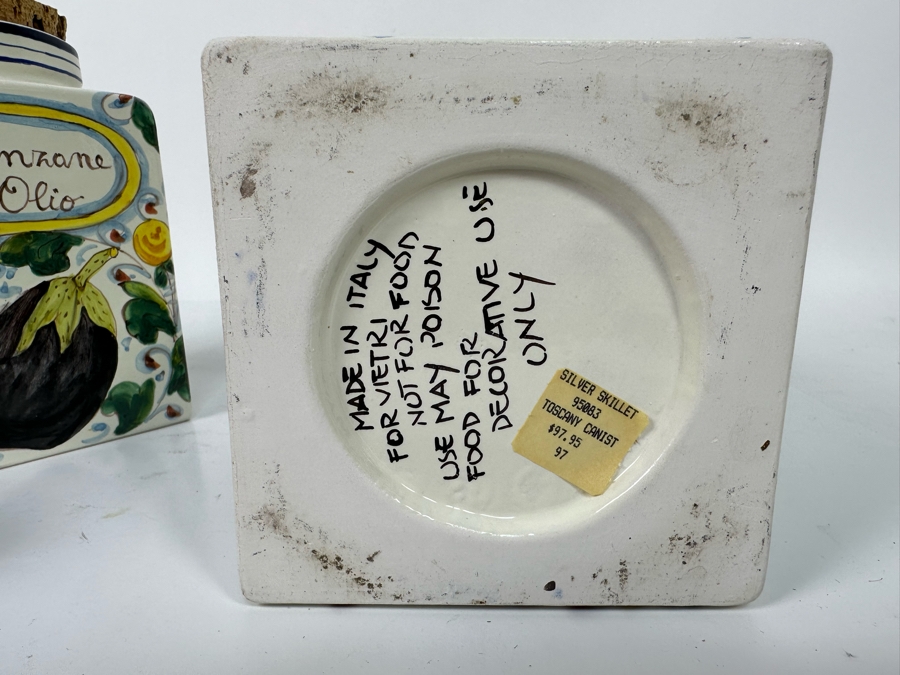 nzane
Olio
MADE IN ITALY
FOR VIETRI
NOT FOR FOOD
USE MAY POISON
FOOD FOR
DECORATIVE USE
ONLY
SILVER SKILLET
95083
TOSCANY CANIST
$97.95
97